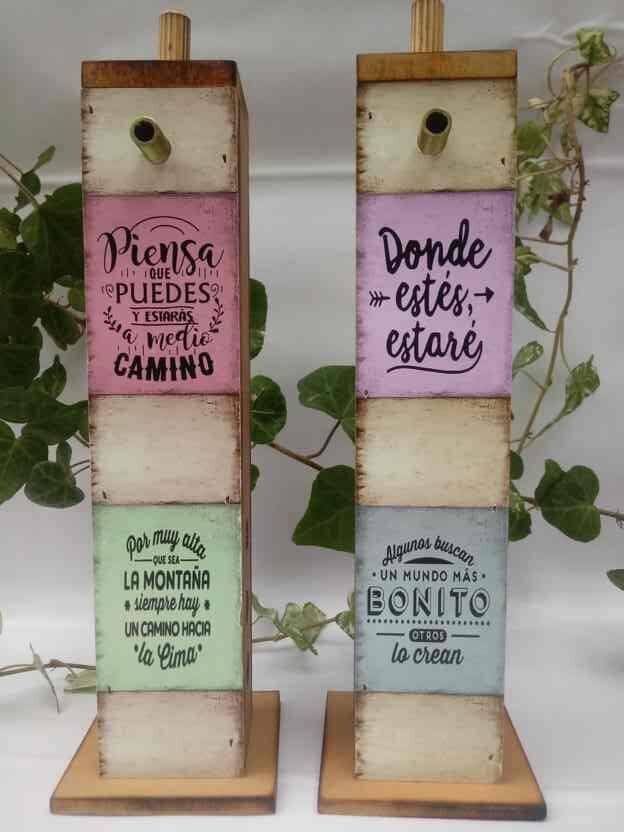 Piensa
QUE
PUEDES
Y ESTARÁS
a medio
CAMINO
Por muy alta
QUE SEA
LA MONTAÑA
siempre hay
UN CAMINO HACIA
"la Cima"
Donde
estés,
estaré
Algunos buscan
UN MUNDO MÁS
BONITO
OTROS
lo crean